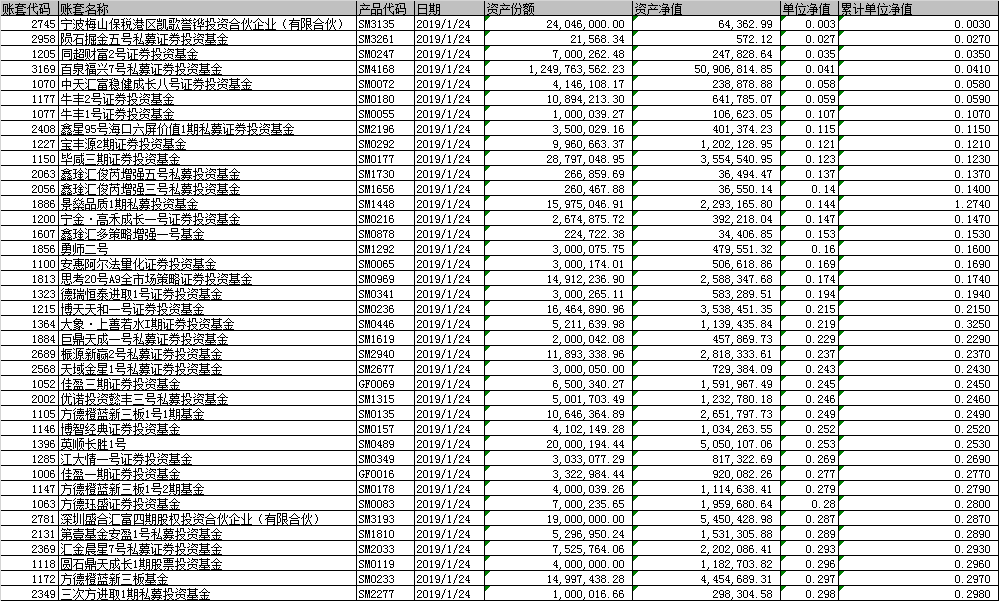 账套代码 账套名称 产品代码 日期 资产份额 资产净值 单位净值 累计单位净值
2745 宁波梅山保税港区凯歌誉铧投资合伙企业（有限合伙） SM3135 2019/1/24 24,046,000.00 64,362.99 0.003 0.0030
2958 陨石掘金五号私募证券投资基金 SM3261 2019/1/24 21,568.34 572.12 0.027 0.0270
1205 同超财富2号证券投资基金 SM0247 2019/1/24 7,000,262.48 247,828.64 0.035 0.0350
3169 百泉福兴7号私募证券投资基金 SM4168 2019/1/24 1,249,763,562.23 50,906,814.85 0.041 0.0410
1070 中天汇富稳健成长八号证券投资基金 SM0072 2019/1/24 4,146,108.17 238,878.88 0.058 0.0580
1177 牛丰2号证券投资基金 SM0180 2019/1/24 10,894,213.30 641,785.07 0.059 0.0590
1077 牛丰1号证券投资基金 SM0055 2019/1/24 1,000,039.27 106,623.05 0.107 0.1070
2408 鑫星95号海口六屏价值1期私募证券投资基金 SM2196 2019/1/24 3,500,029.16 401,374.23 0.115 0.1150
1227 宝丰源2期证券投资基金 SM0292 2019/1/24 9,960,663.37 1,202,128.95 0.121 0.1210
1150 毕威三期证券投资基金 SM0177 2019/1/24 28,797,048.95 3,554,540.95 0.123 0.1230
2063 鑫琻汇俊芮增强五号私募投资基金 SM1730 2019/1/24 266,859.69 36,494.47 0.137 0.1370
2056 鑫琻汇俊芮增强三号私募投资基金 SM1656 2019/1/24 260,467.88 36,550.14 0.14 0.1400
1886 景燊品质1期私募证券投资基金 SM1448 2019/1/24 15,975,046.91 2,293,165.80 0.144 1.2740
1200 宁金·高禾成长一号证券投资基金 SM0216 2019/1/24 2,674,875.72 392,218.04 0.147 0.1470
1607 鑫琻汇多策略增强一号基金 SM0878 2019/1/24 224,722.38 34,406.85 0.153 0.1530
1856 勇师二号 SM1292 2019/1/24 3,000,075.75 479,551.32 0.16 0.1600
1100 安惠阿尔法量化证券投资基金 SM0065 2019/1/24 3,000,174.01 506,618.86 0.169 0.1690
1813 思考20号A9全市场策略证券投资基金 SM0969 2019/1/24 14,912,236.90 2,588,347.68 0.174 0.1740
1323 德瑞恒泰进取1号证券投资基金 SM0341 2019/1/24 3,000,265.11 583,289.51 0.194 0.1940
1215 博天天和一号证券投资基金 SM0236 2019/1/24 16,464,890.96 3,538,451.35 0.215 0.2150
1364 大象·上善若水I期证券投资基金 SM0446 2019/1/24 5,211,639.98 1,139,435.84 0.219 0.3250
1884 巨鼎天成一号私募证券投资基金 SM1619 2019/1/24 2,000,042.08 457,869.73 0.229 0.2290
2689 榐源新赢2号私募证券投资基金 SM2940 2019/1/24 11,893,338.96 2,818,333.61 0.237 0.2370
2568 天域金星1号私募证券投资基金 SM2677 2019/1/24 3,000,050.00 729,384.09 0.243 0.2430
1052 佳盈三期证券投资基金 GF0069 2019/1/24 6,500,340.27 1,591,967.49 0.245 0.2450
2002 优诺投资懿丰三号私募投资基金 SM1315 2019/1/24 5,001,703.49 1,232,780.18 0.246 0.2460
1105 方德橙蓝新三板1号1期基金 SM0135 2019/1/24 10,646,364.89 2,651,797.73 0.249 0.2490
1146 博智经典证券投资基金 SM0157 2019/1/24 4,102,149.28 1,034,263.55 0.252 0.2520
1396 英顺长胜1号 SM0489 2019/1/24 20,000,194.44 5,050,107.06 0.253 0.2530
1285 江大情一号证券投资基金 SM0349 2019/1/24 3,033,077.29 817,322.69 0.269 0.2690
1006 佳盈一期证券投资基金 GF0016 2019/1/24 3,322,984.44 920,082.26 0.277 0.2770
1147 方德橙蓝新三板1号2期基金 SM0178 2019/1/24 4,000,039.26 1,114,638.41 0.279 0.2790
1063 方德珏盛证券投资基金 SM0083 2019/1/24 7,000,235.65 1,959,680.64 0.28 0.2800
2781 深圳盛合汇富四期股权投资合伙企业（有限合伙） SM3193 2019/1/24 19,000,000.00 5,450,428.98 0.287 0.2870
2131 第壹基金安盈1号私募投资基金 SM1810 2019/1/24 5,296,950.24 1,531,305.88 0.289 0.2890
2369 汇金晨星7号私募证券投资基金 SM2033 2019/1/24 7,525,764.06 2,202,086.41 0.293 0.2930
1118 圆石鼎天成长1期股票投资基金 SM0119 2019/1/24 4,000,000.00 1,182,703.82 0.296 0.2960
1172 方德橙蓝新三板基金 SM0233 2019/1/24 14,997,438.28 4,454,689.31 0.297 0.2970
2349 三次方进取1期私募投资基金 SM2277 2019/1/24 1,000,016.66 298,304.58 0.298 0.2980